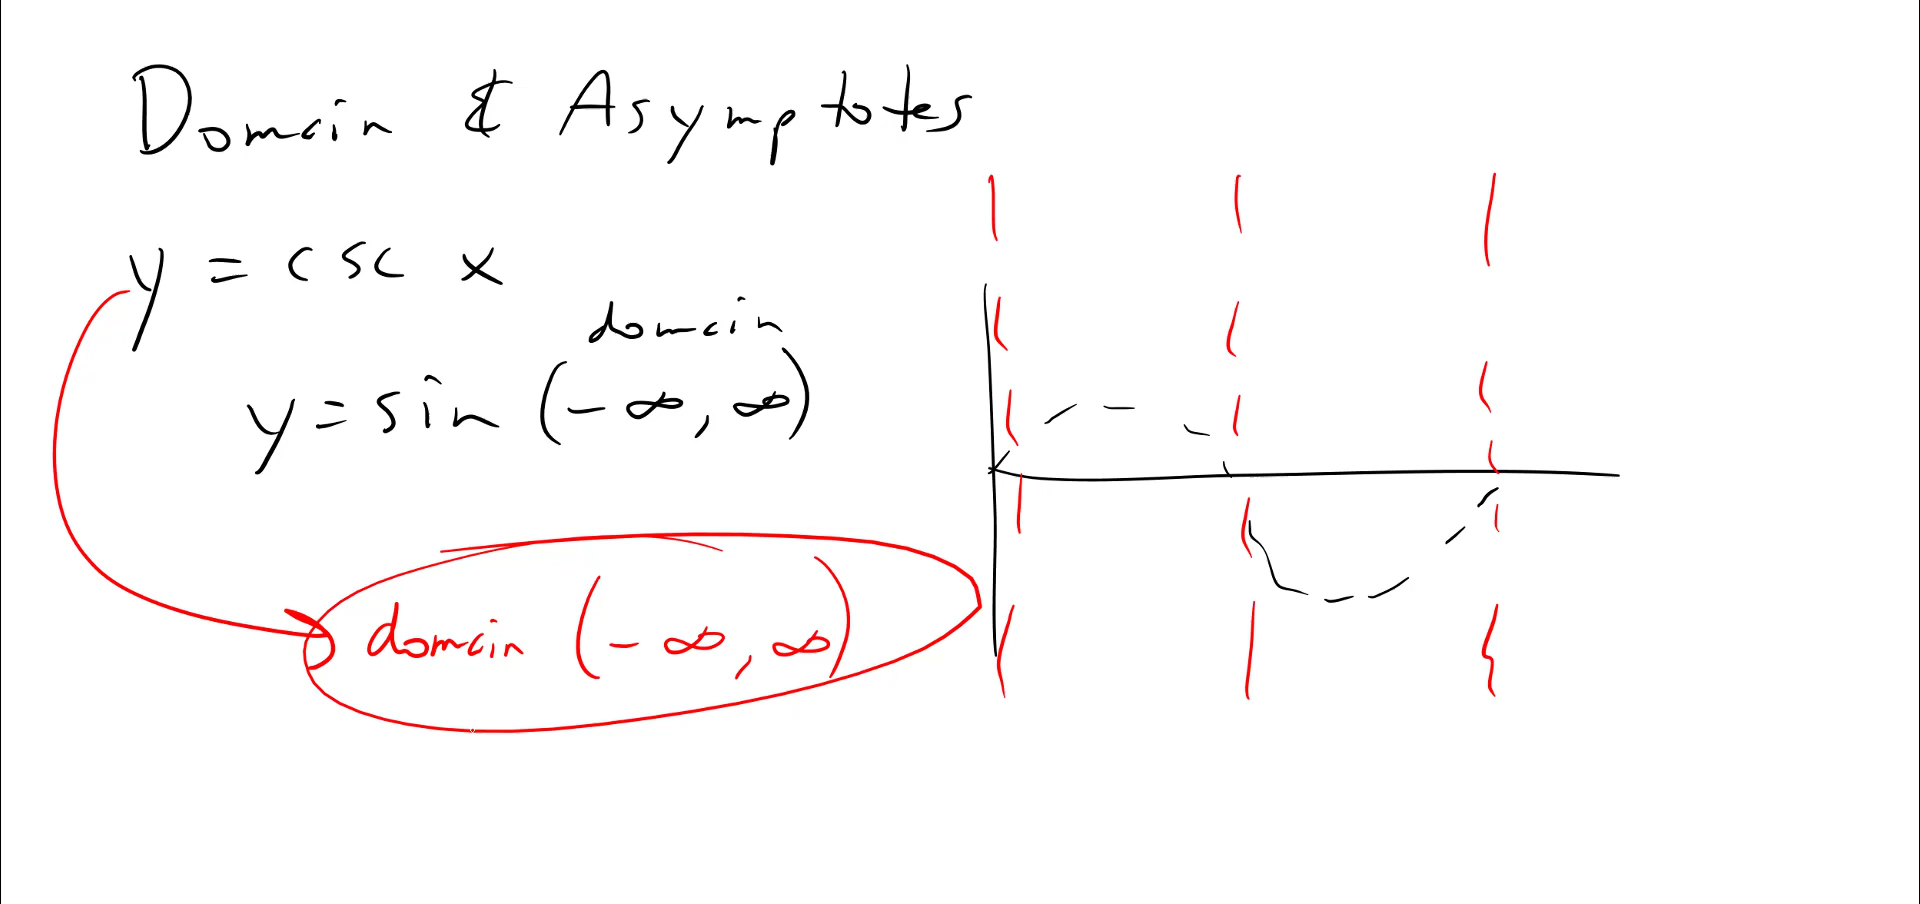 Domain & Asymptotes
y = csc x
domain
y = sin (-∞, ∞)
domain (-∞, ∞)